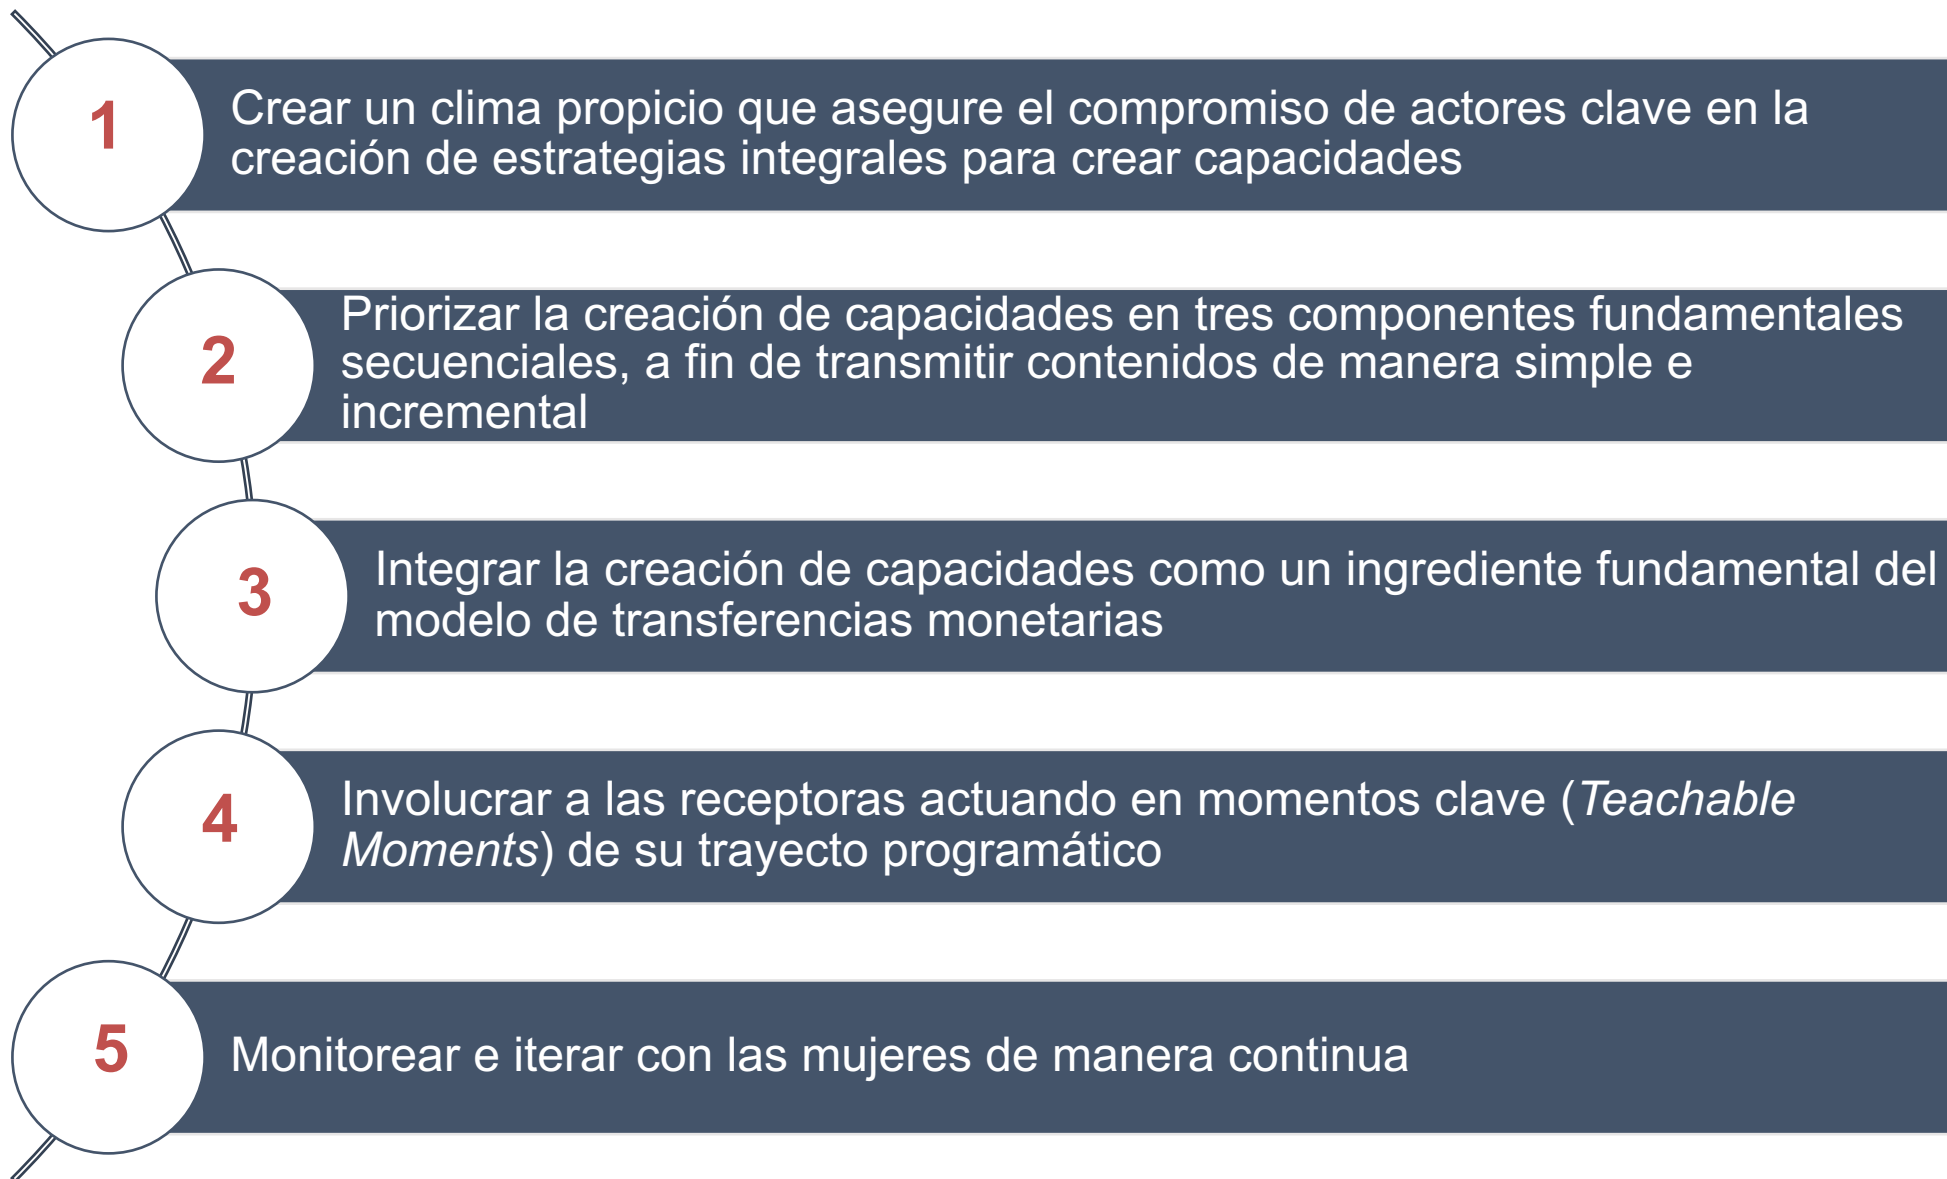 1
Crear un clima propicio que asegure el compromiso de actores clave en la
creación de estrategias integrales para crear capacidades
2
Priorizar la creación de capacidades en tres componentes fundamentales
secuenciales, a fin de transmitir contenidos de manera simple e
incremental
3
Integrar la creación de capacidades como un ingrediente fundamental del
modelo de transferencias monetarias
4
Involucrar a las receptoras actuando en momentos clave (Teachable
Moments) de su trayecto programático
5
Monitorear e iterar con las mujeres de manera continua